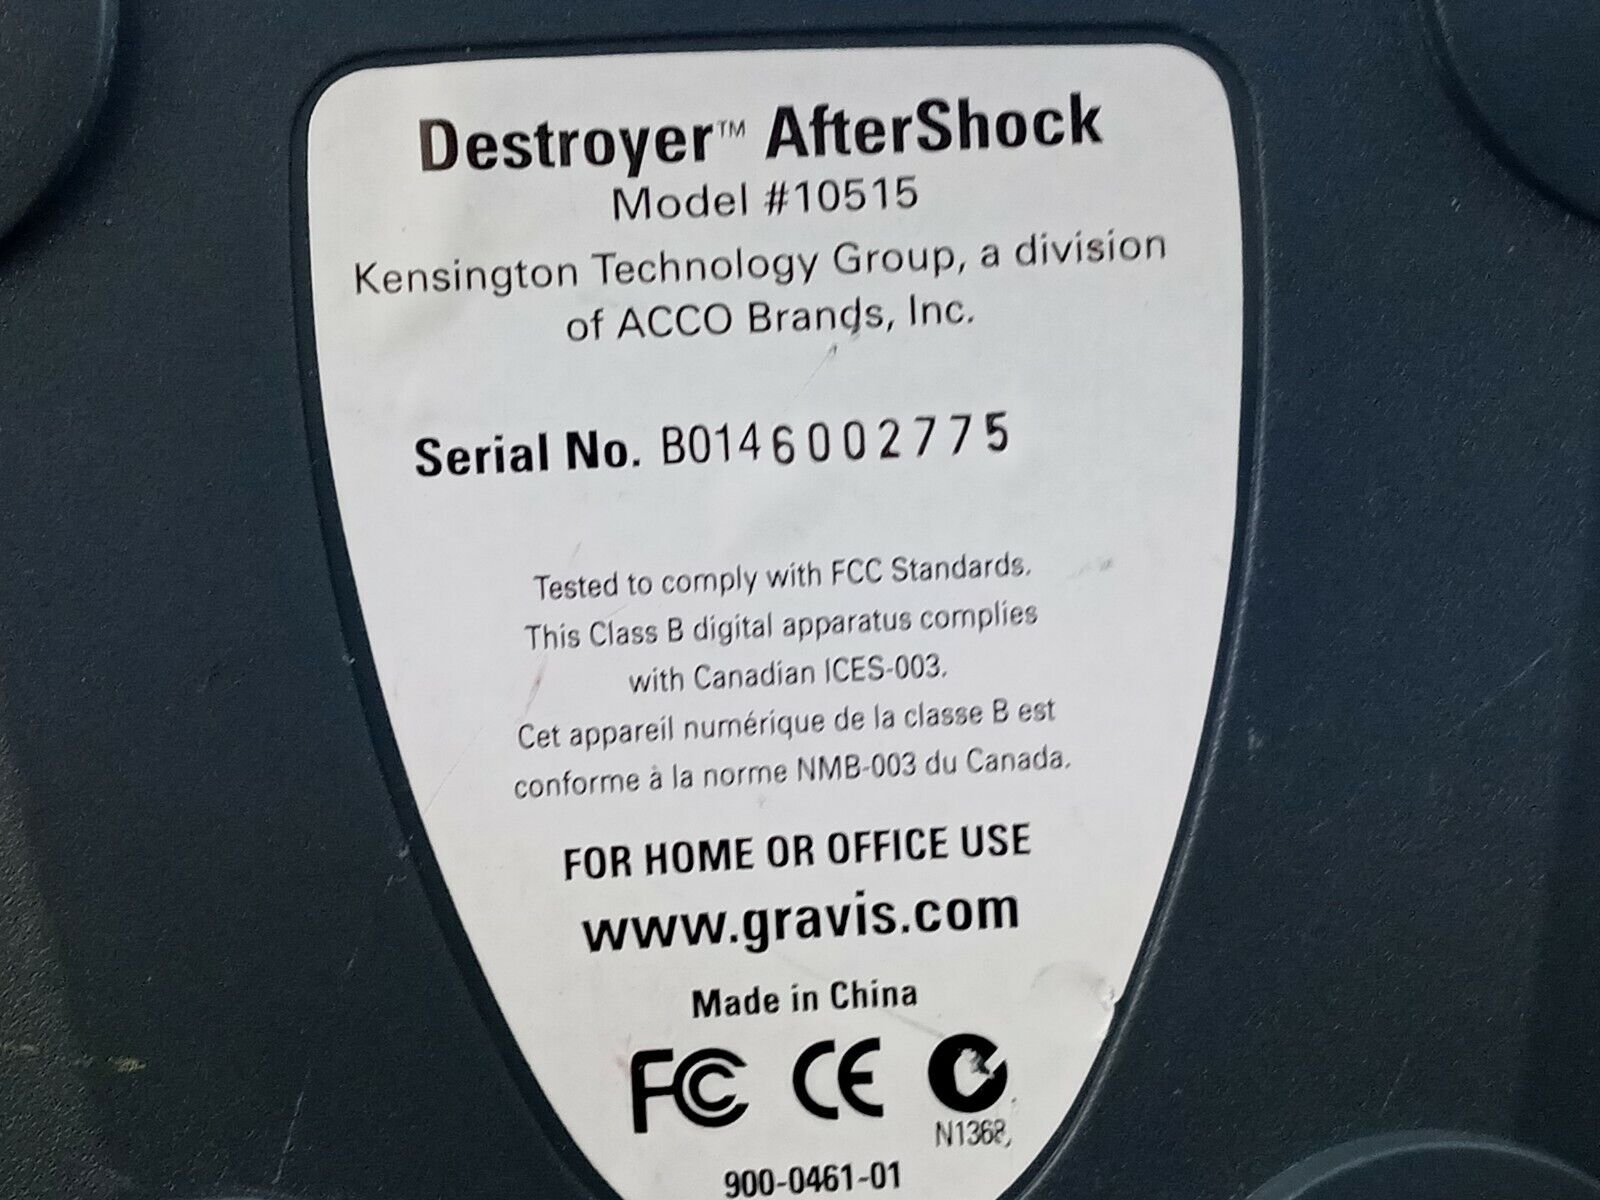 Destroyer™ AfterShock
Model #10515
Kensington Technology Group, a division
of ACCO Brands, Inc.
Serial No. B0146002775
Tested to comply with FCC Standards.
This Class B digital apparatus complies
with Canadian ICES-003.
Cet appareil numérique de la classe B est
conforme à la norme NMB-003 du Canada.
FOR HOME OR OFFICE USE
www.gravis.com
Made in China
FC CE
N1368
900-0461-01